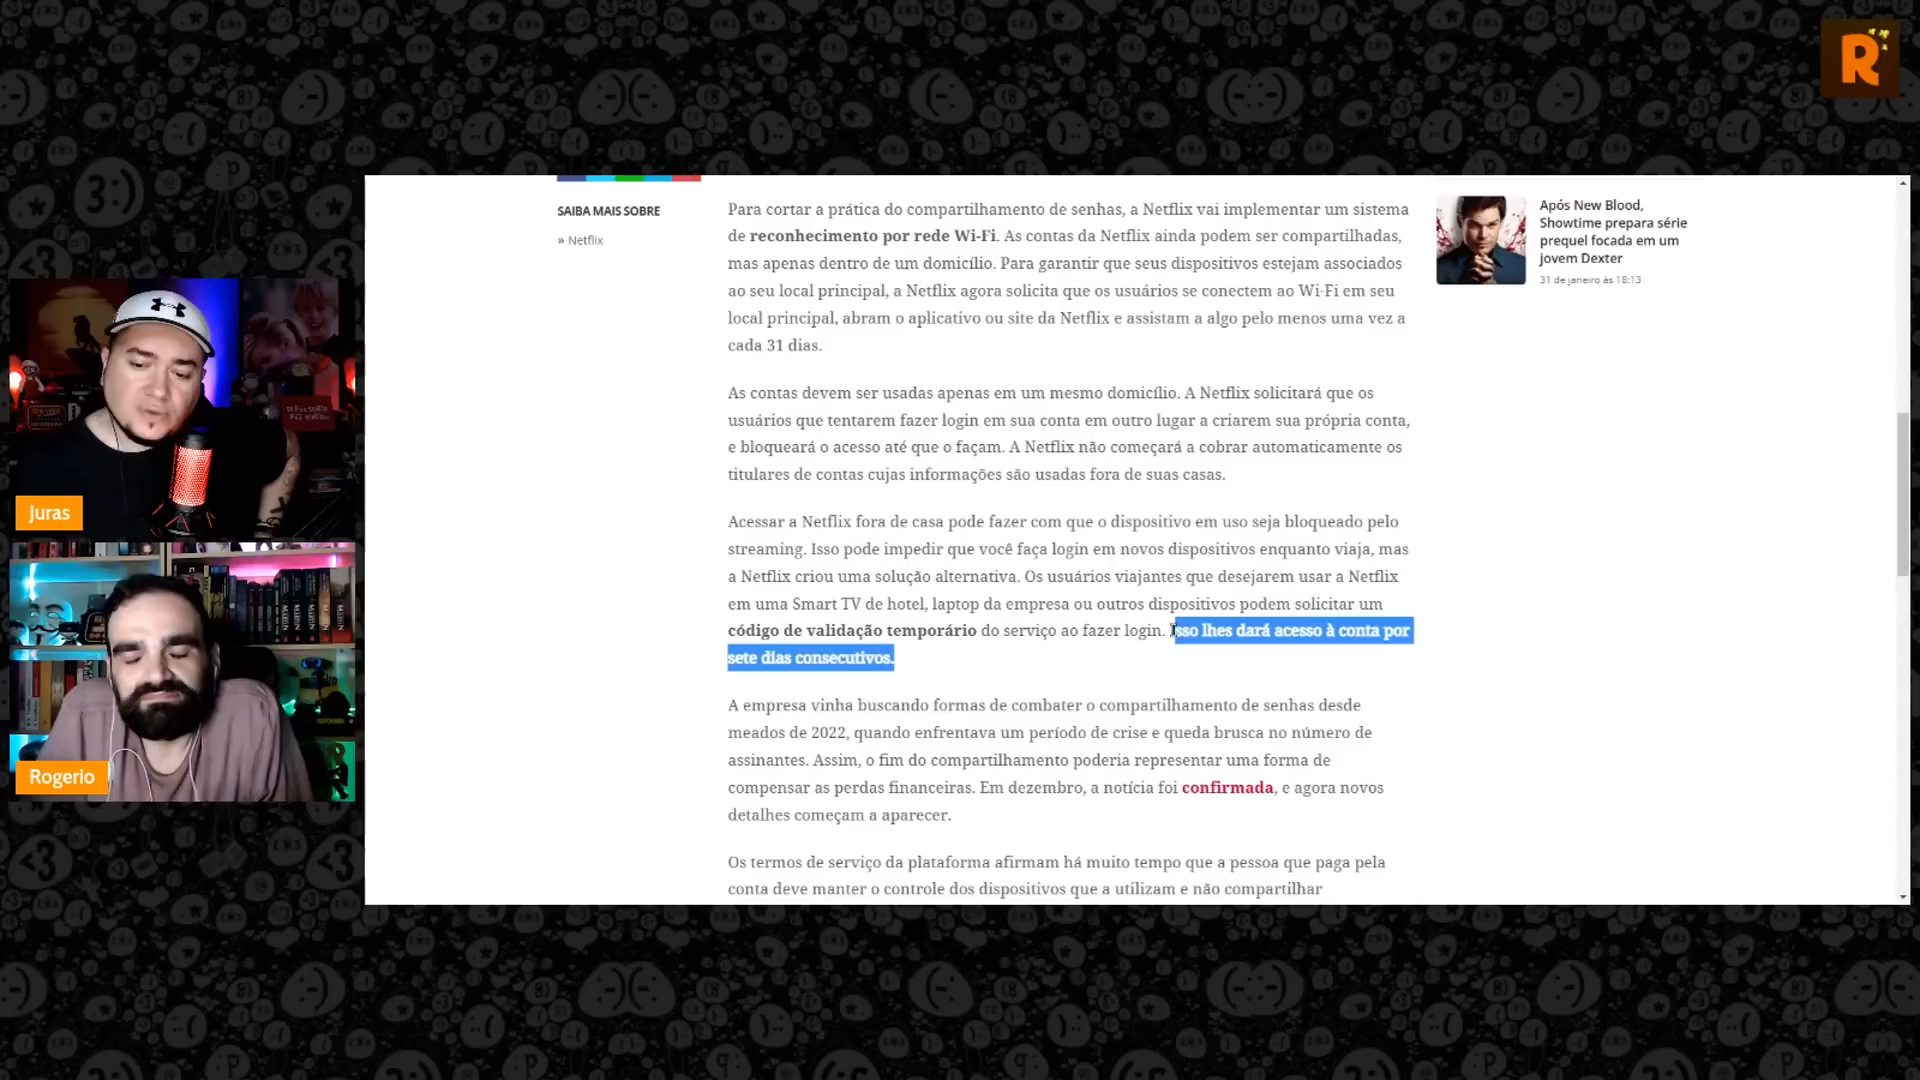 R
SAIBA MAIS SOBRE
» Netflix
Para cortar a prática do compartilhamento de senhas, a Netflix vai implementar um sistema
de reconhecimento por rede Wi-Fi. As contas da Netflix ainda podem ser compartilhadas,
mas apenas dentro de um domicílio. Para garantir que seus dispositivos estejam associados
ao seu local principal, a Netflix agora solicita que os usuários se conectem ao Wi-Fi em seu
local principal, abram o aplicativo ou site da Netflix e assistam a algo pelo menos uma vez a
cada 31 dias.
As contas devem ser usadas apenas em um mesmo domicílio. A Netflix solicitará que os
usuários que tentarem fazer login em sua conta em outro lugar a criarem sua própria conta,
e bloqueará o acesso até que o façam. A Netflix não começará a cobrar automaticamente os
titulares de contas cujas informações são usadas fora de suas casas.
Acessar a Netflix fora de casa pode fazer com que o dispositivo em uso seja bloqueado pelo
streaming. Isso pode impedir que você faça login em novos dispositivos enquanto viaja, mas
a Netflix criou uma solução alternativa. Os usuários viajantes que desejarem usar a Netflix
em uma Smart TV de hotel, laptop da empresa ou outros dispositivos podem solicitar um
código de validação temporário do serviço ao fazer login. Isso lhes dará acesso à conta por
sete dias consecutivos.
A empresa vinha buscando formas de combater o compartilhamento de senhas desde
meados de 2022, quando enfrentava um período de crise e queda brusca no número de
assinantes. Assim, o fim do compartilhamento poderia representar uma forma de
compensar as perdas financeiras. Em dezembro, a notícia foi confirmada, e agora novos
detalhes começam a aparecer.
Os termos de serviço da plataforma afirmam há muito tempo que a pessoa que paga pela
conta deve manter o controle dos dispositivos que a utilizam e não compartilhar
Após New Blood,
Showtime prepara série
prequel focada em um
jovem Dexter
31 de janeiro às 18:13
Juras
Rogerio